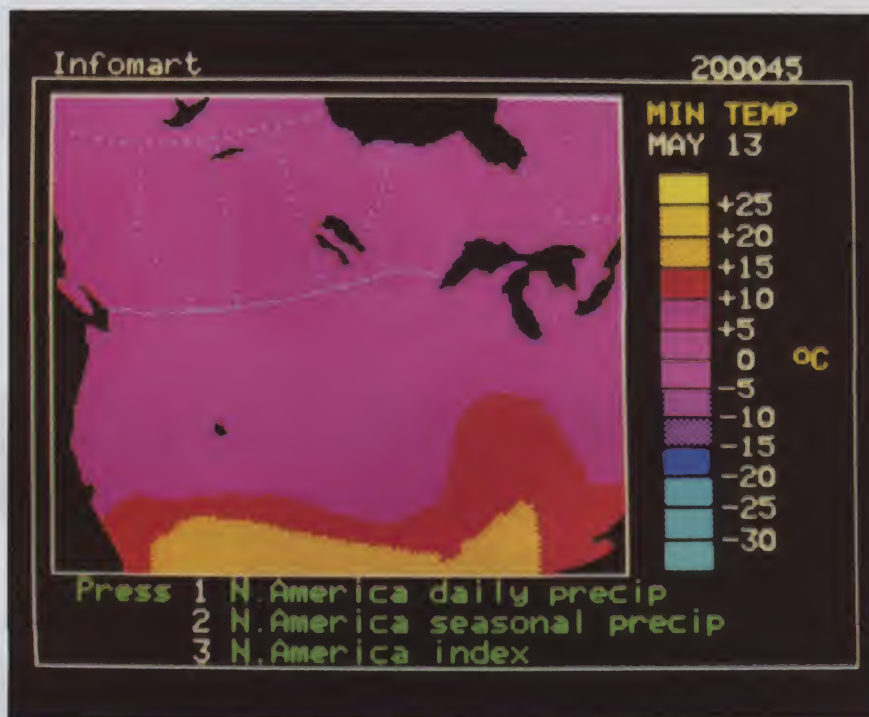 Infomart 200045
MIN TEMP
MAY 13
+25
+20
+15
+10
+5
0 °C
-5
-10
-15
-20
-25
-30
Press 1 N.America daily precip
2 N.America seasonal precip
3 N.America index